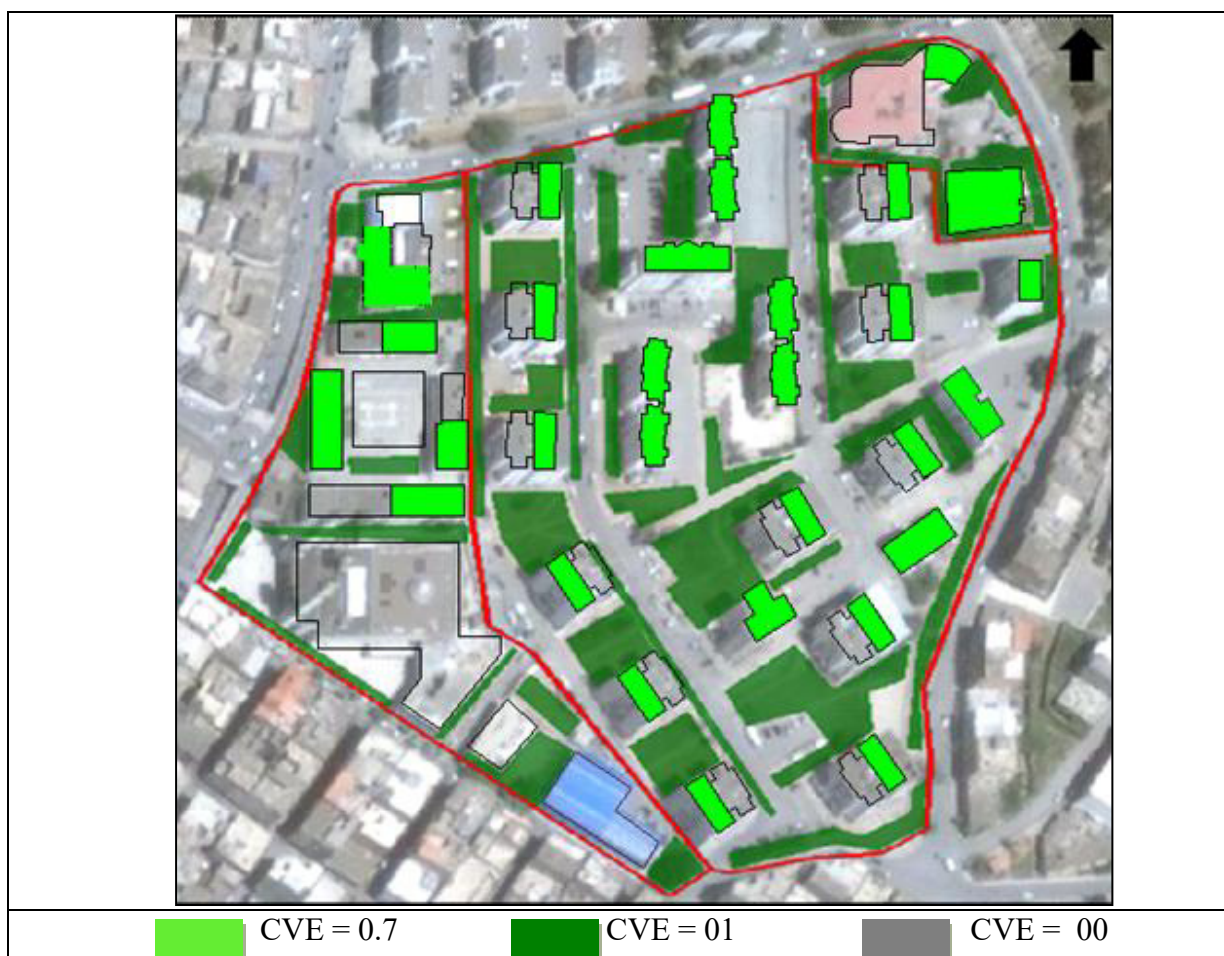 CVE = 0.7 CVE = 01 CVE = 00